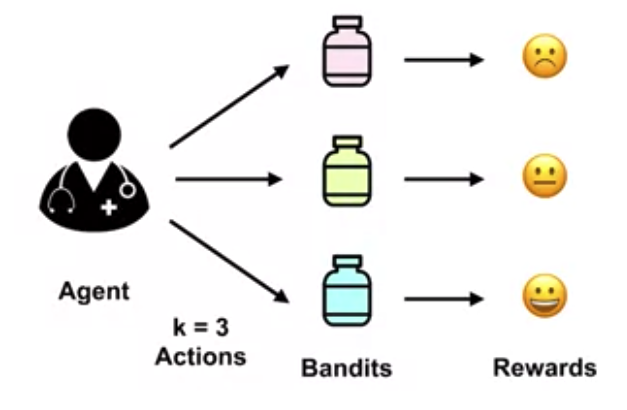 Agent
k = 3
Actions
Bandits
Rewards